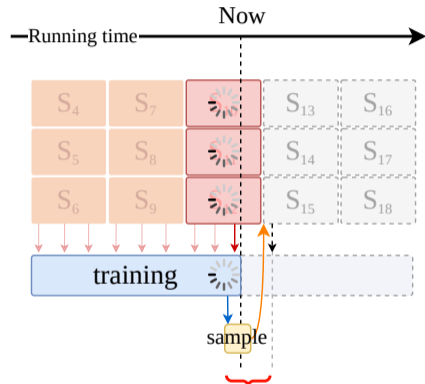 Now
Running time
S4 S7 S13 S16
S5 S8 S14 S17
S6 S9 S15 S18
training
sample